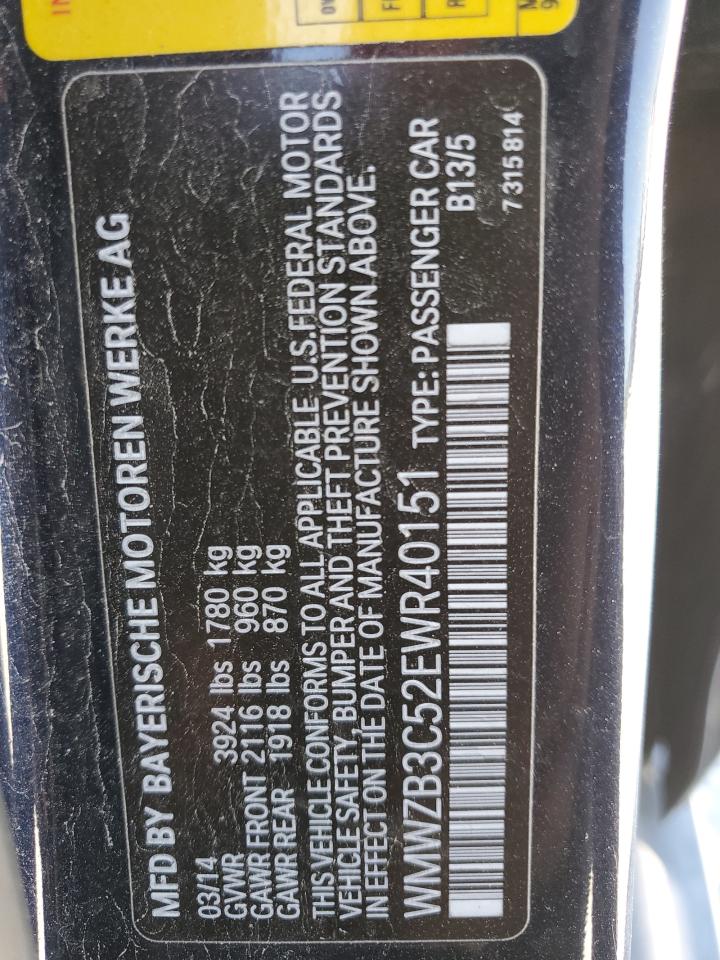 MFD BY BAYERISCHE MOTOREN WERKE AG
03/14
GVWR 3924 lbs 1780 kg
GAWR FRONT 2116 lbs 960 kg
GAWR REAR 1918 lbs 870 kg
THIS VEHICLE CONFORMS TO ALL APPLICABLE U.S. FEDERAL MOTOR
VEHICLE SAFETY, BUMPER AND THEFT PREVENTION STANDARDS
IN EFFECT ON THE DATE OF MANUFACTURE SHOWN ABOVE.
WMWZB3C52EWR40151 TYPE: PASSENGER CAR
B13/5
7 315 814